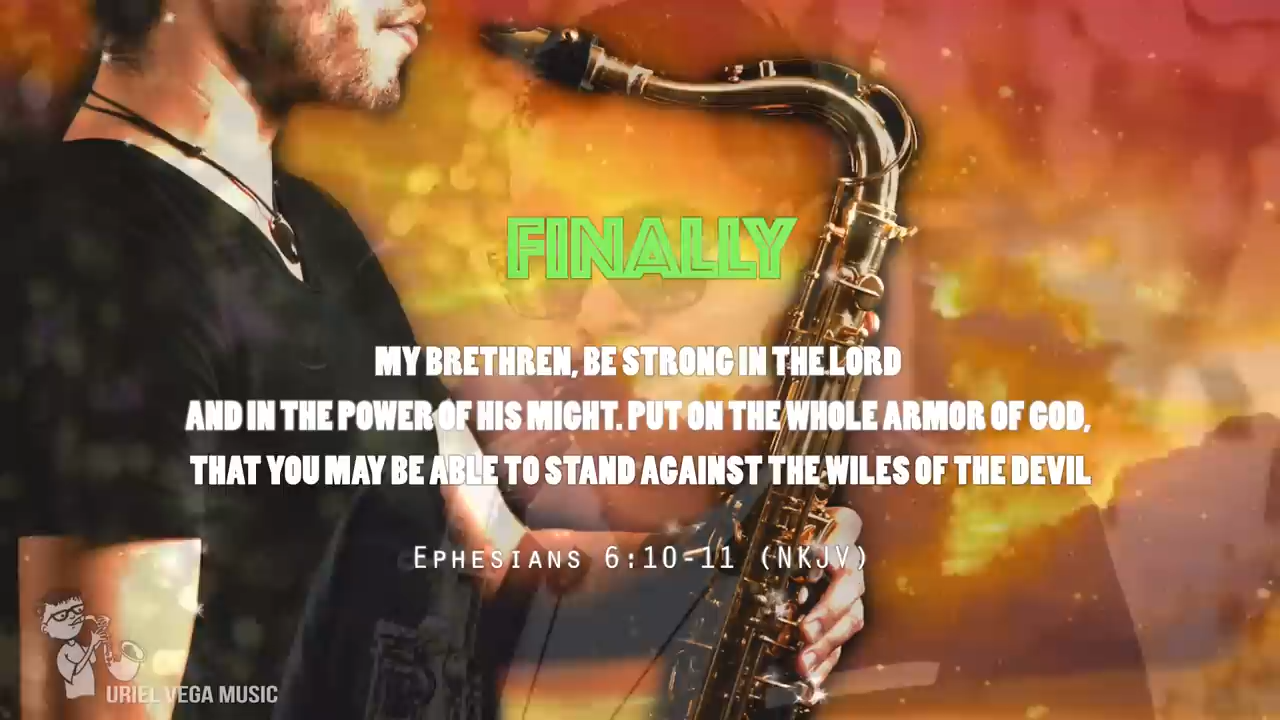 FINALLY
MY BRETHREN, BE STRONG IN THE LORD
AND IN THE POWER OF HIS MIGHT. PUT ON THE WHOLE ARMOR OF GOD,
THAT YOU MAY BE ABLE TO STAND AGAINST THE WILES OF THE DEVIL
EPHESIANS 6:10-11 (NKJV)
URIEL VEGA MUSIC